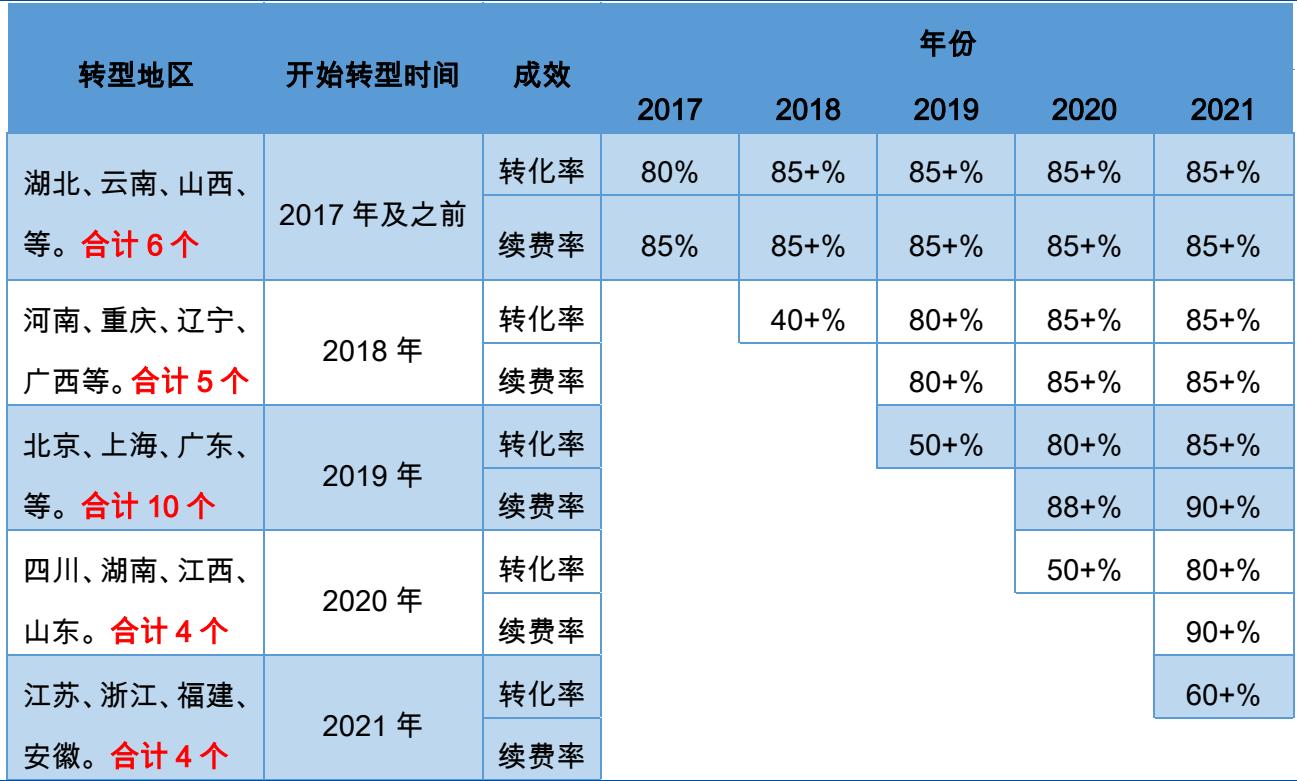 转型地区 开始转型时间 成效 年份
2017 2018 2019 2020 2021
湖北、云南、山西、
等。合计 6 个
2017 年及之前
转化率 80% 85+% 85+% 85+% 85+%
续费率 85% 85+% 85+% 85+% 85+%
河南、重庆、辽宁、
广西等。合计 5 个
2018 年
转化率 40+% 80+% 85+% 85+%
续费率 80+% 85+% 85+%
北京、上海、广东、
等。合计 10 个
2019 年
转化率 50+% 80+% 85+%
续费率 88+% 90+%
四川、湖南、江西、
山东。合计 4 个
2020 年
转化率 50+% 80+%
续费率 90+%
江苏、浙江、福建、
安徽。合计 4 个
2021 年
转化率 60+%
续费率